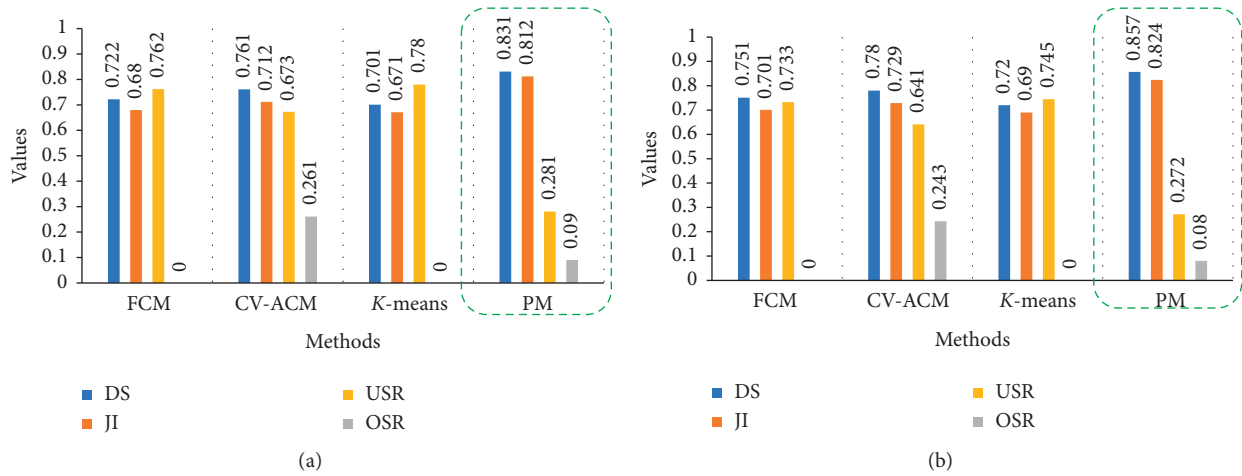 1
0.9
0.8
0.7
0.6
0.5
0.4
0.3
0.2
0.1
0
Values
0.722
0.68
0.762
0
0.761
0.712
0.673
0.261
0.701
0.671
0.78
0
0.831
0.812
0.281
0.09
FCM
CV-ACM
K-means
PM
Methods
DS
USR
JI
OSR
(a)
1
0.9
0.8
0.7
0.6
0.5
0.4
0.3
0.2
0.1
0
Values
0.751
0.701
0.733
0
0.78
0.729
0.641
0.243
0.72
0.69
0.745
0
0.857
0.824
0.272
0.08
FCM
CV-ACM
K-means
PM
Methods
DS
USR
JI
OSR
(b)